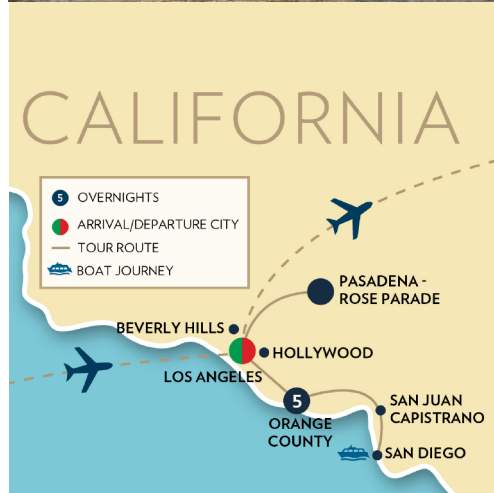 CALIFORNIA
5 OVERNIGHTS
ARRIVAL/DEPARTURE CITY
TOUR ROUTE
BOAT JOURNEY
PASADENA -
ROSE PARADE
BEVERLY HILLS
HOLLYWOOD
LOS ANGELES
5
ORANGE
COUNTY
SAN JUAN
CAPISTRANO
SAN DIEGO